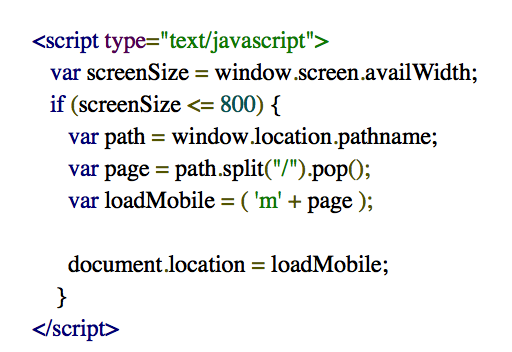 <script type="text/javascript">
var screenSize = window.screen.availWidth;
if (screenSize <= 800) {
var path = window.location.pathname;
var page = path.split("/").pop();
var loadMobile = ( 'm' + page );
document.location = loadMobile;
}
</script>